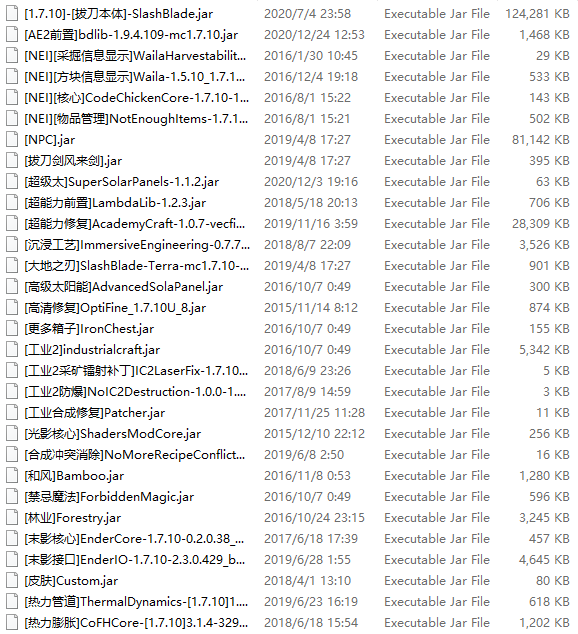 [1.7.10]-[拔刀本体]-SlashBlade.jar 2020/7/4 23:58 Executable Jar File 124,281 KB
[AE2前置]bdlib-1.9.4.109-mc1.7.10.jar 2020/12/24 12:53 Executable Jar File 1,468 KB
[NEI][采掘信息显示]WailaHarvestabilit... 2016/1/30 10:45 Executable Jar File 29 KB
[NEI][方块信息显示]Waila-1.5.10_1.7.1... 2016/12/4 19:18 Executable Jar File 533 KB
[NEI][核心]CodeChickenCore-1.7.10-1... 2016/8/1 15:22 Executable Jar File 143 KB
[NEI][物品管理]NotEnoughItems-1.7.1... 2016/8/1 15:21 Executable Jar File 502 KB
[NPC].jar 2019/4/8 17:27 Executable Jar File 81,142 KB
[拔刀剑风来剑].jar 2019/4/8 17:27 Executable Jar File 395 KB
[超级太]SuperSolarPanels-1.1.2.jar 2020/12/3 19:16 Executable Jar File 63 KB
[超能力前置]LambdaLib-1.2.3.jar 2018/5/18 20:13 Executable Jar File 706 KB
[超能力修复]AcademyCraft-1.0.7-vecfi... 2019/11/16 3:59 Executable Jar File 28,309 KB
[沉浸工艺]ImmersiveEngineering-0.7.7... 2018/8/7 22:09 Executable Jar File 3,526 KB
[大地之刃]SlashBlade-Terra-mc1.7.10-... 2019/4/8 17:27 Executable Jar File 901 KB
[高级太阳能]AdvancedSolaPanel.jar 2016/10/7 0:49 Executable Jar File 300 KB
[高清修复]OptiFine_1.7.10U_8.jar 2015/11/14 8:12 Executable Jar File 874 KB
[更多箱子]IronChest.jar 2016/10/7 0:49 Executable Jar File 155 KB
[工业2]industrialcraft.jar 2016/10/7 0:49 Executable Jar File 5,342 KB
[工业2采矿镭射补丁]IC2LaserFix-1.7.10... 2018/6/9 23:26 Executable Jar File 5 KB
[工业2防爆]NoIC2Destruction-1.0.0-1.... 2017/8/9 14:59 Executable Jar File 3 KB
[工业合成修复]Patcher.jar 2017/11/25 11:28 Executable Jar File 11 KB
[光影核心]ShadersModCore.jar 2015/12/10 22:12 Executable Jar File 256 KB
[合成冲突消除]NoMoreRecipeConflict... 2019/6/8 2:50 Executable Jar File 16 KB
[和风]Bamboo.jar 2016/11/8 0:53 Executable Jar File 1,280 KB
[禁忌魔法]ForbiddenMagic.jar 2016/10/7 0:49 Executable Jar File 596 KB
[林业]Forestry.jar 2016/10/24 23:15 Executable Jar File 3,245 KB
[末影核心]EnderCore-1.7.10-0.2.0.38_... 2017/6/18 17:39 Executable Jar File 457 KB
[末影接口]EnderIO-1.7.10-2.3.0.429_b... 2019/6/28 1:55 Executable Jar File 4,645 KB
[皮肤]Custom.jar 2018/4/1 13:10 Executable Jar File 80 KB
[热力管道]ThermalDynamics-[1.7.10]1.... 2019/6/23 16:19 Executable Jar File 618 KB
[热力膨胀]CoFHCore-[1.7.10]3.1.4-329... 2018/6/18 15:54 Executable Jar File 1,202 KB